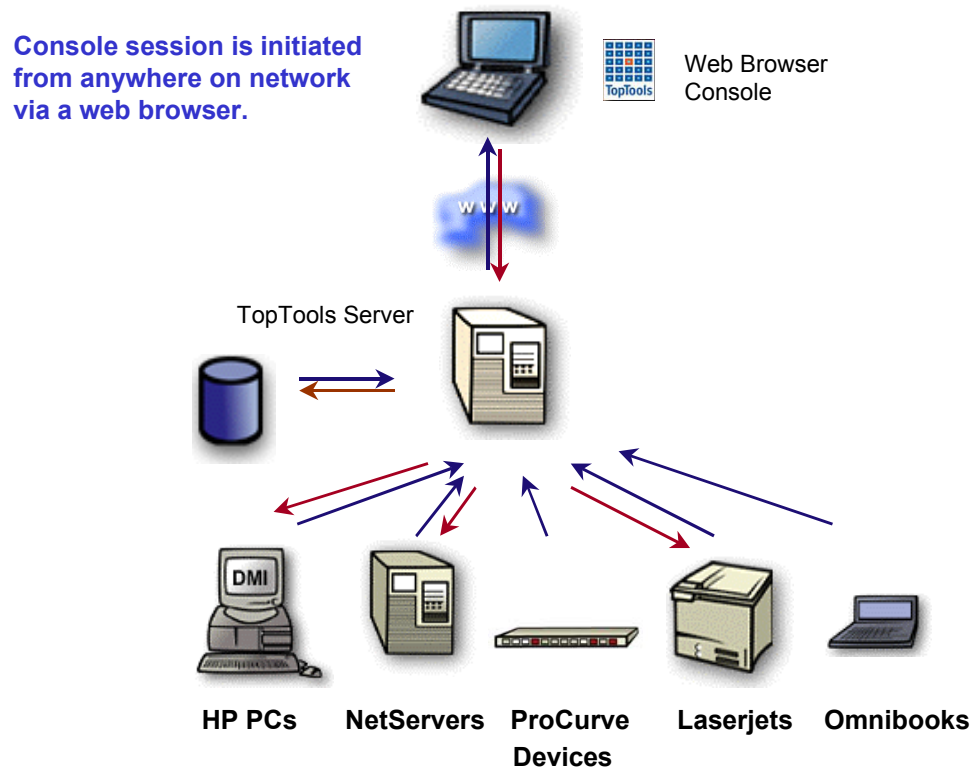 Console session is initiated
from anywhere on network
via a web browser.
TopTools
Web Browser
Console
W W W
TopTools Server
DMI
HP PCs
NetServers
ProCurve
Devices
Laserjets
Omnibooks